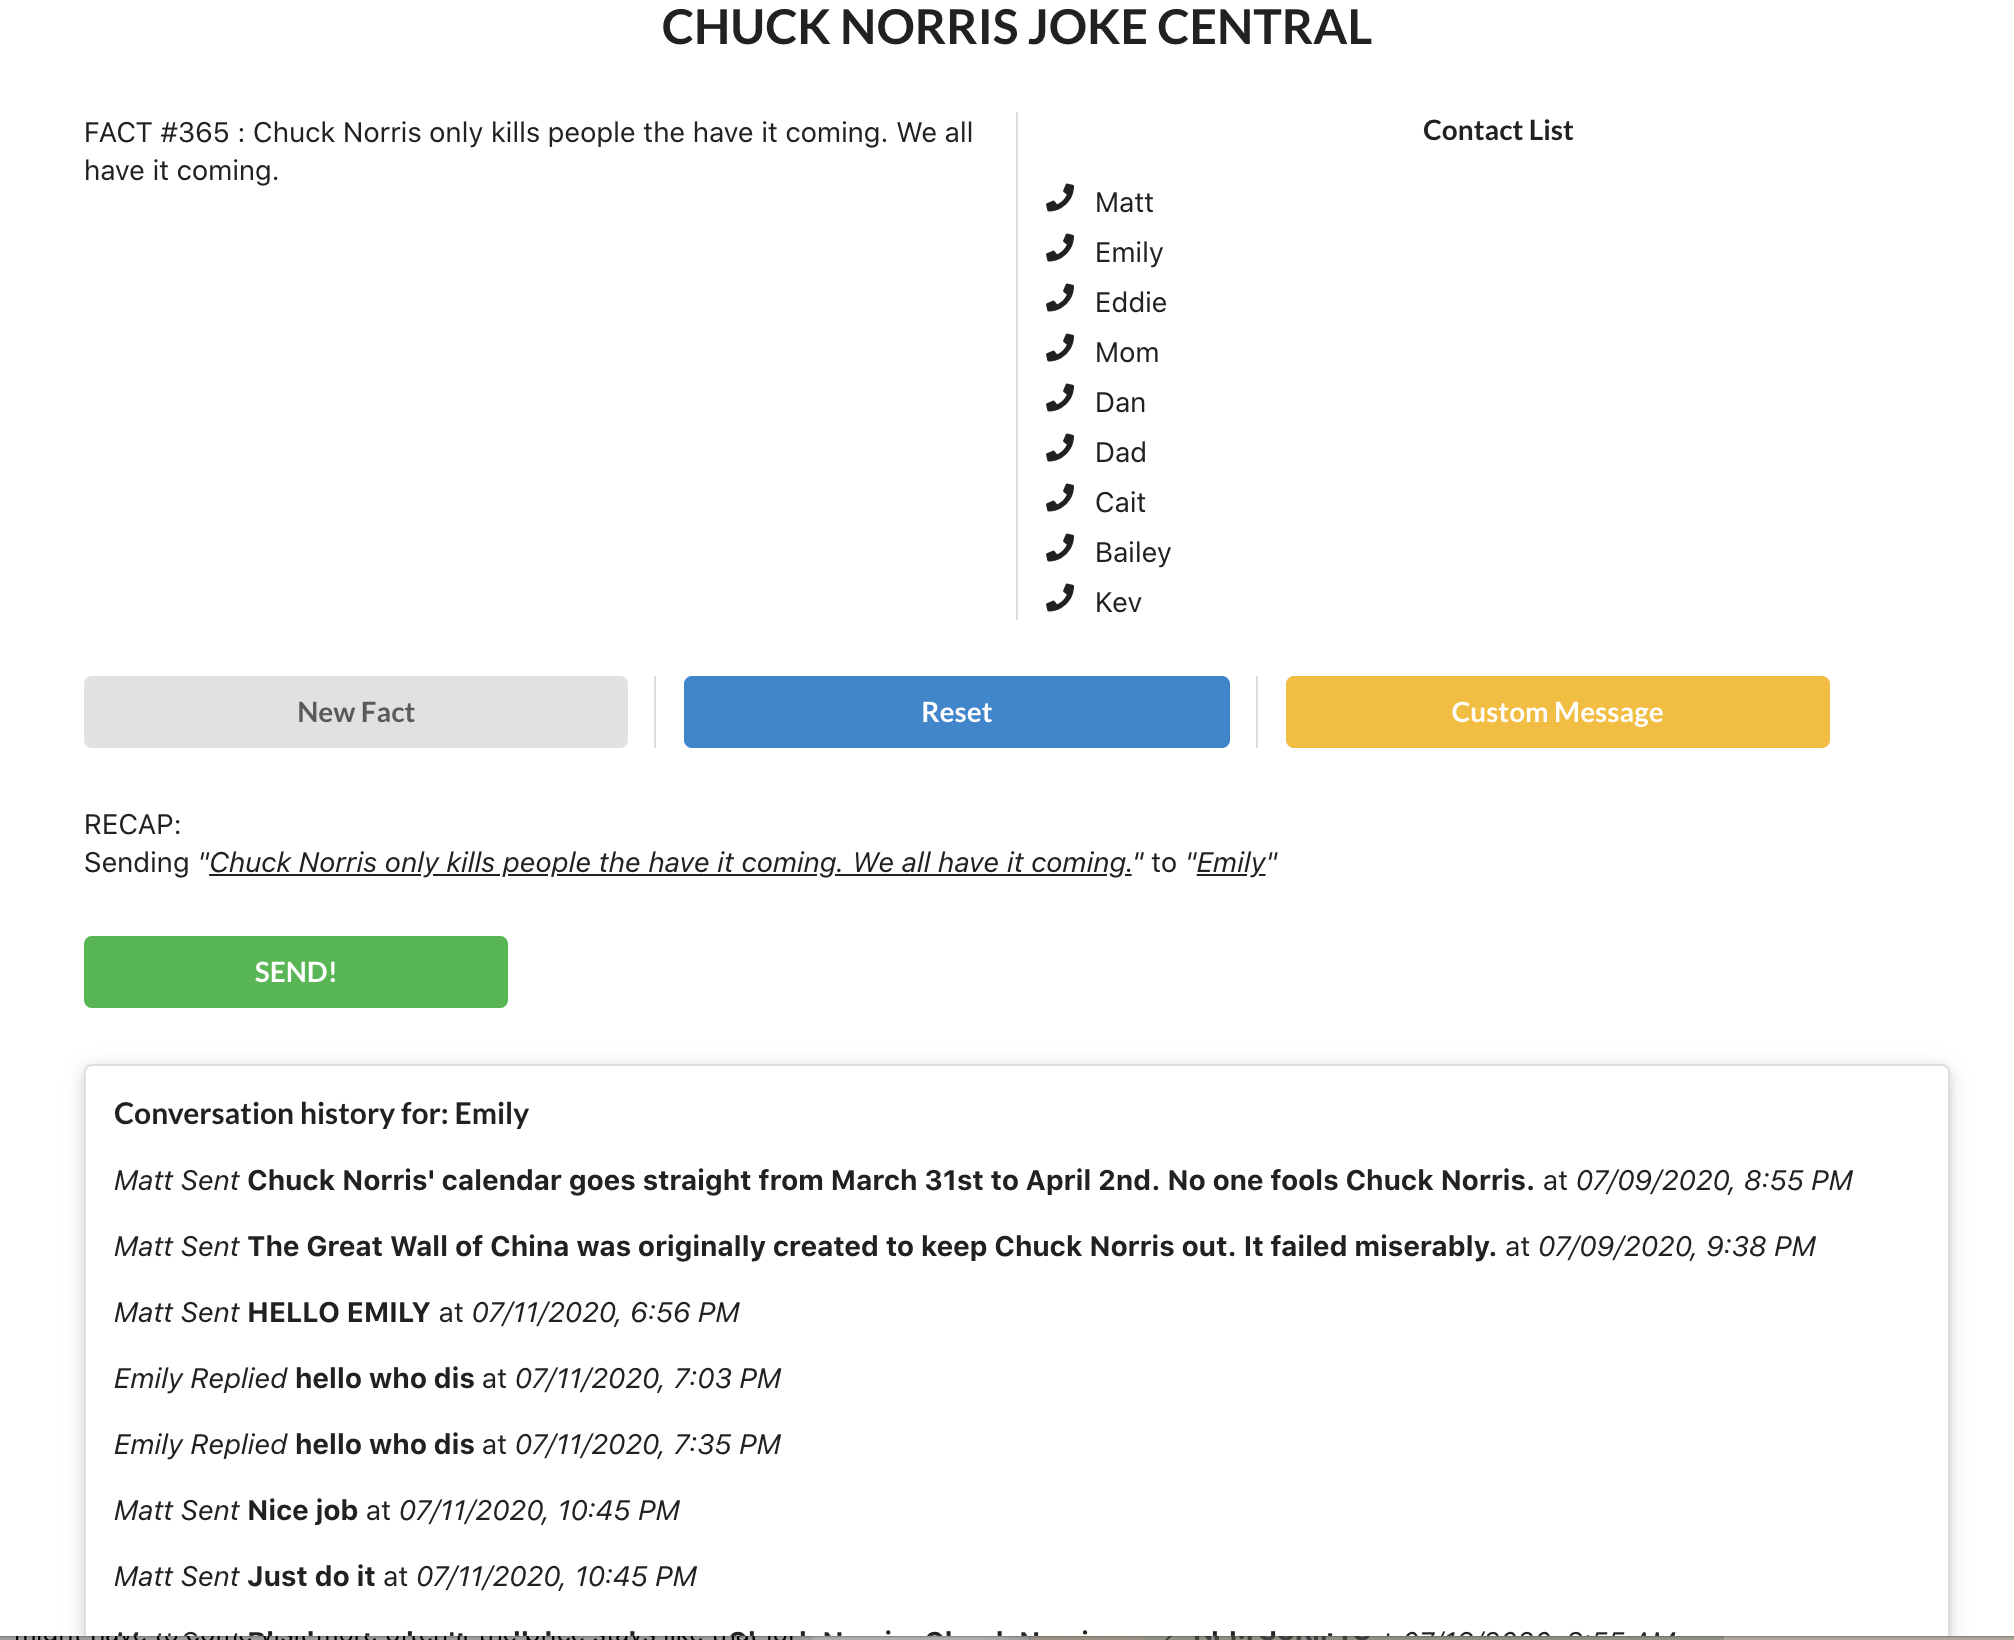 CHUCK NORRIS JOKE CENTRAL
FACT #365 : Chuck Norris only kills people the have it coming. We all
have it coming.
Contact List
Matt
Emily
Eddie
Mom
Dan
Dad
Cait
Bailey
Kev
New Fact
Reset
Custom Message
RECAP:
Sending "Chuck Norris only kills people the have it coming. We all have it coming." to "Emily"
SEND!
Conversation history for: Emily
Matt Sent Chuck Norris' calendar goes straight from March 31st to April 2nd. No one fools Chuck Norris. at 07/09/2020, 8:55 PM
Matt Sent The Great Wall of China was originally created to keep Chuck Norris out. It failed miserably. at 07/09/2020, 9:38 PM
Matt Sent HELLO EMILY at 07/11/2020, 6:56 PM
Emily Replied hello who dis at 07/11/2020, 7:03 PM
Emily Replied hello who dis at 07/11/2020, 7:35 PM
Matt Sent Nice job at 07/11/2020, 10:45 PM
Matt Sent Just do it at 07/11/2020, 10:45 PM